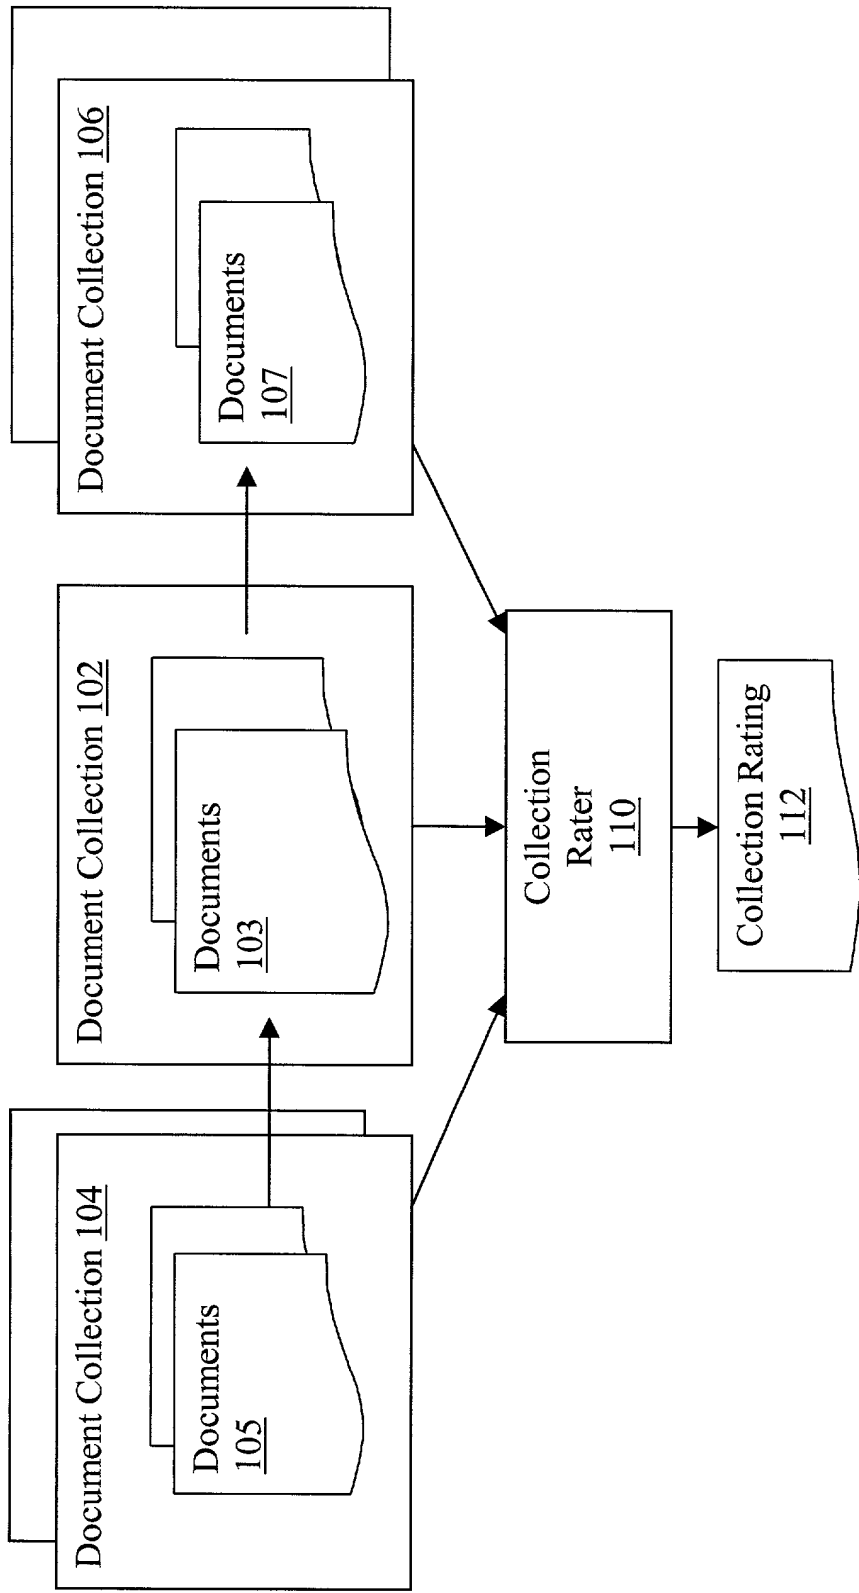 Document Collection 104
Documents
105
Document Collection 102
Documents
103
Document Collection 106
Documents
107
Collection
Rater
110
Collection Rating
112